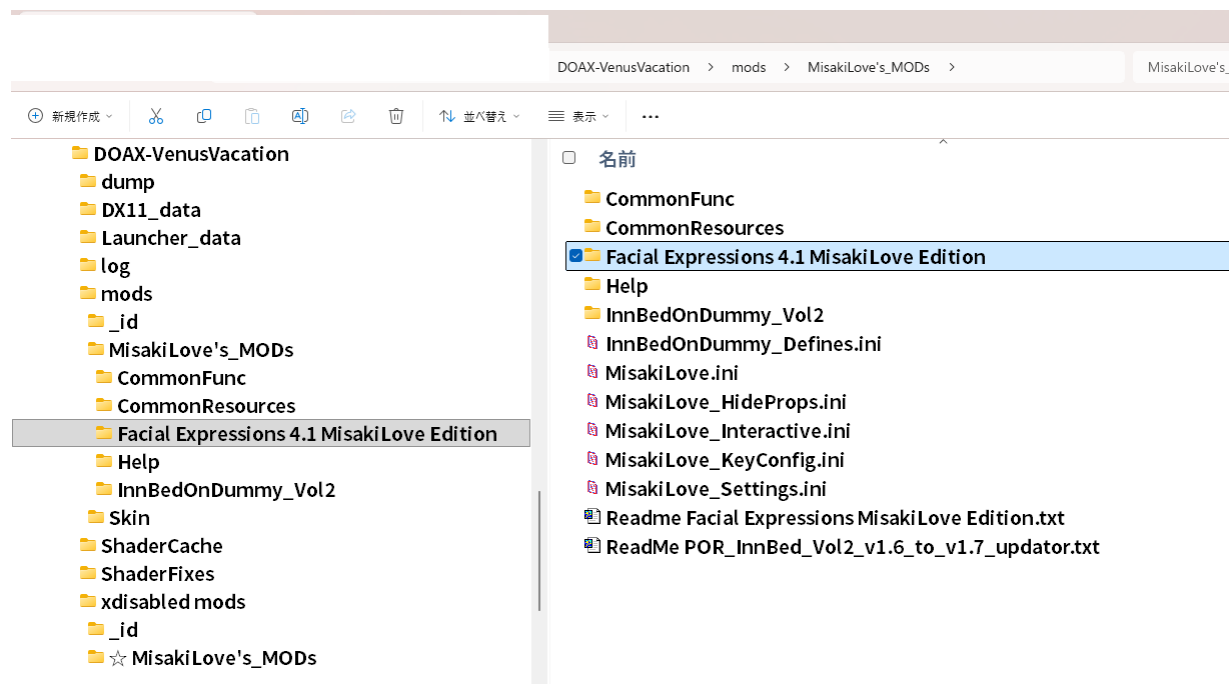 DOAX-VenusVacation > mods > MisakiLove's_MODs >
MisakiLove's_
新規作成
並べ替え
表示
...
DOAX-VenusVacation
dump
DX11_data
Launcher_data
log
mods
_id
MisakiLove's_MODs
CommonFunc
CommonResources
Facial Expressions 4.1 MisakiLove Edition
Help
InnBedOnDummy_Vol2
Skin
ShaderCache
ShaderFixes
xdisabled mods
_id
☆ MisakiLove's_MODs
名前
CommonFunc
CommonResources
Facial Expressions 4.1 MisakiLove Edition
Help
InnBedOnDummy_Vol2
InnBedOnDummy_Defines.ini
MisakiLove.ini
MisakiLove_HideProps.ini
MisakiLove_Interactive.ini
MisakiLove_KeyConfig.ini
MisakiLove_Settings.ini
Readme Facial Expressions MisakiLove Edition.txt
ReadMe POR_InnBed_Vol2_v1.6_to_v1.7_updator.txt